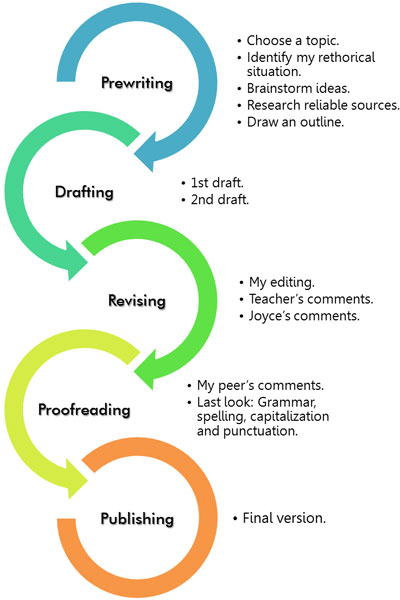 Prewriting
• Choose a topic.
• Identify my rethorical
situation.
• Brainstorm ideas.
• Research reliable sources.
• Draw an outline.
Drafting
• 1st draft.
• 2nd draft.
Revising
• My editing.
• Teacher's comments.
• Joyce's comments.
Proofreading
• My peer's comments.
• Last look: Grammar,
spelling, capitalization
and punctuation.
Publishing
• Final version.